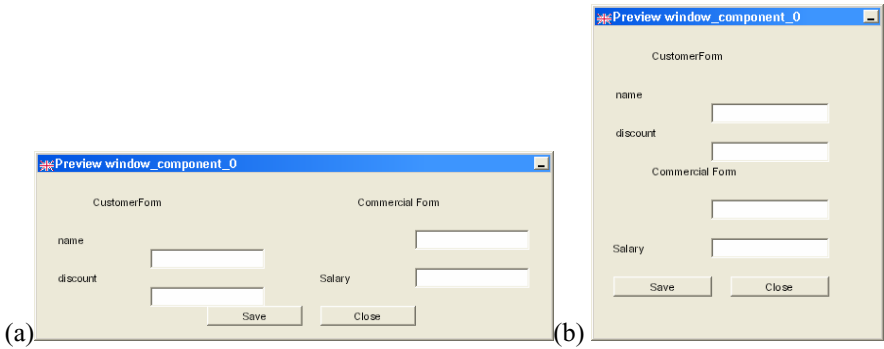 Preview window_component_0
CustomerForm Commercial Form
name
discount Salary
Save Close
(a)
Preview window_component_0
CustomerForm
name
discount
Commercial Form
Salary
Save Close
(b)